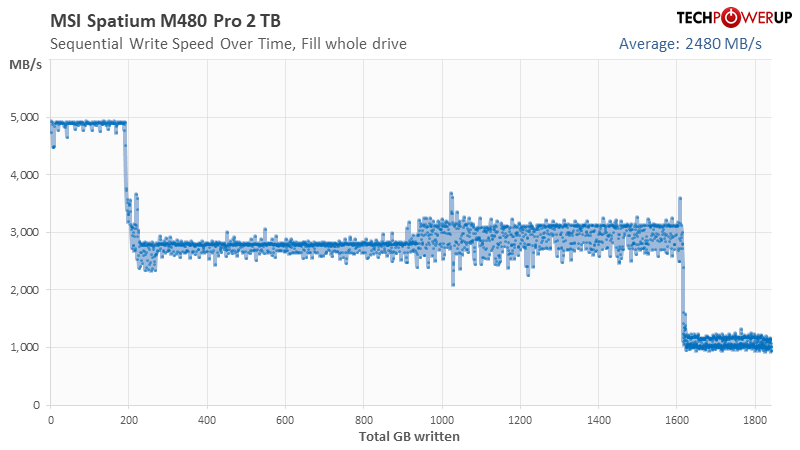 MSI Spatium M480 Pro 2 TB
TECHPOWERUP
Sequential Write Speed Over Time, Fill whole drive
Average: 2480 MB/s
MB/s
5,000
4,000
3,000
2,000
1,000
0
0 200 400 600 800 1000 1200 1400 1600 1800
Total GB written